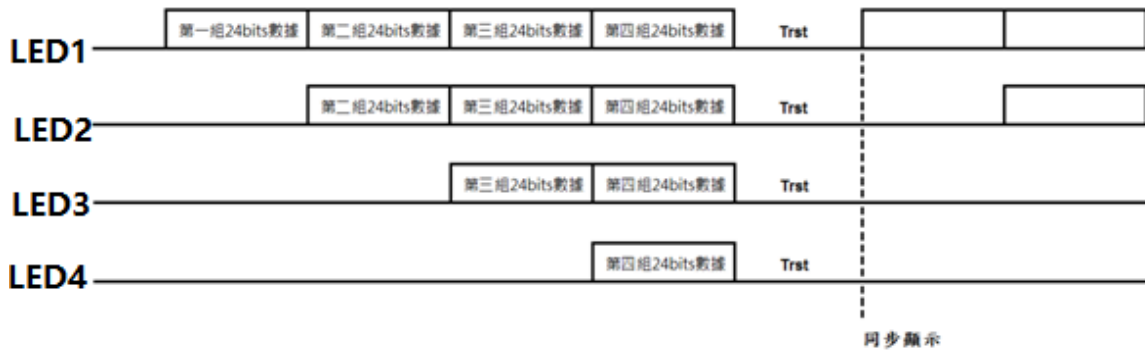 LED1 第一組24bits數據 第二組24bits數據 第三組24bits數據 第四組24bits數據 Trst
LED2 第二組24bits數據 第三組24bits數據 第四組24bits數據 Trst
LED3 第三組24bits數據 第四組24bits數據 Trst
LED4 第四組24bits數據 Trst
同步顯示